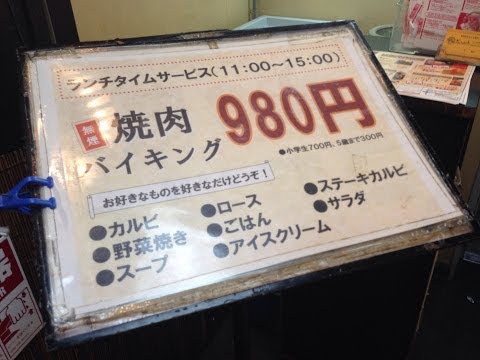 ランチタイムサービス(11:00~15:00)
無煙
焼肉
バイキング
980円
●小学生700円、5歳まで300円
お好きなものを好きなだけどうぞ!
●カルビ
●野菜焼き
●スープ
●ロース
●ごはん
●アイスクリーム
●ステーキカルビ
●サラダ